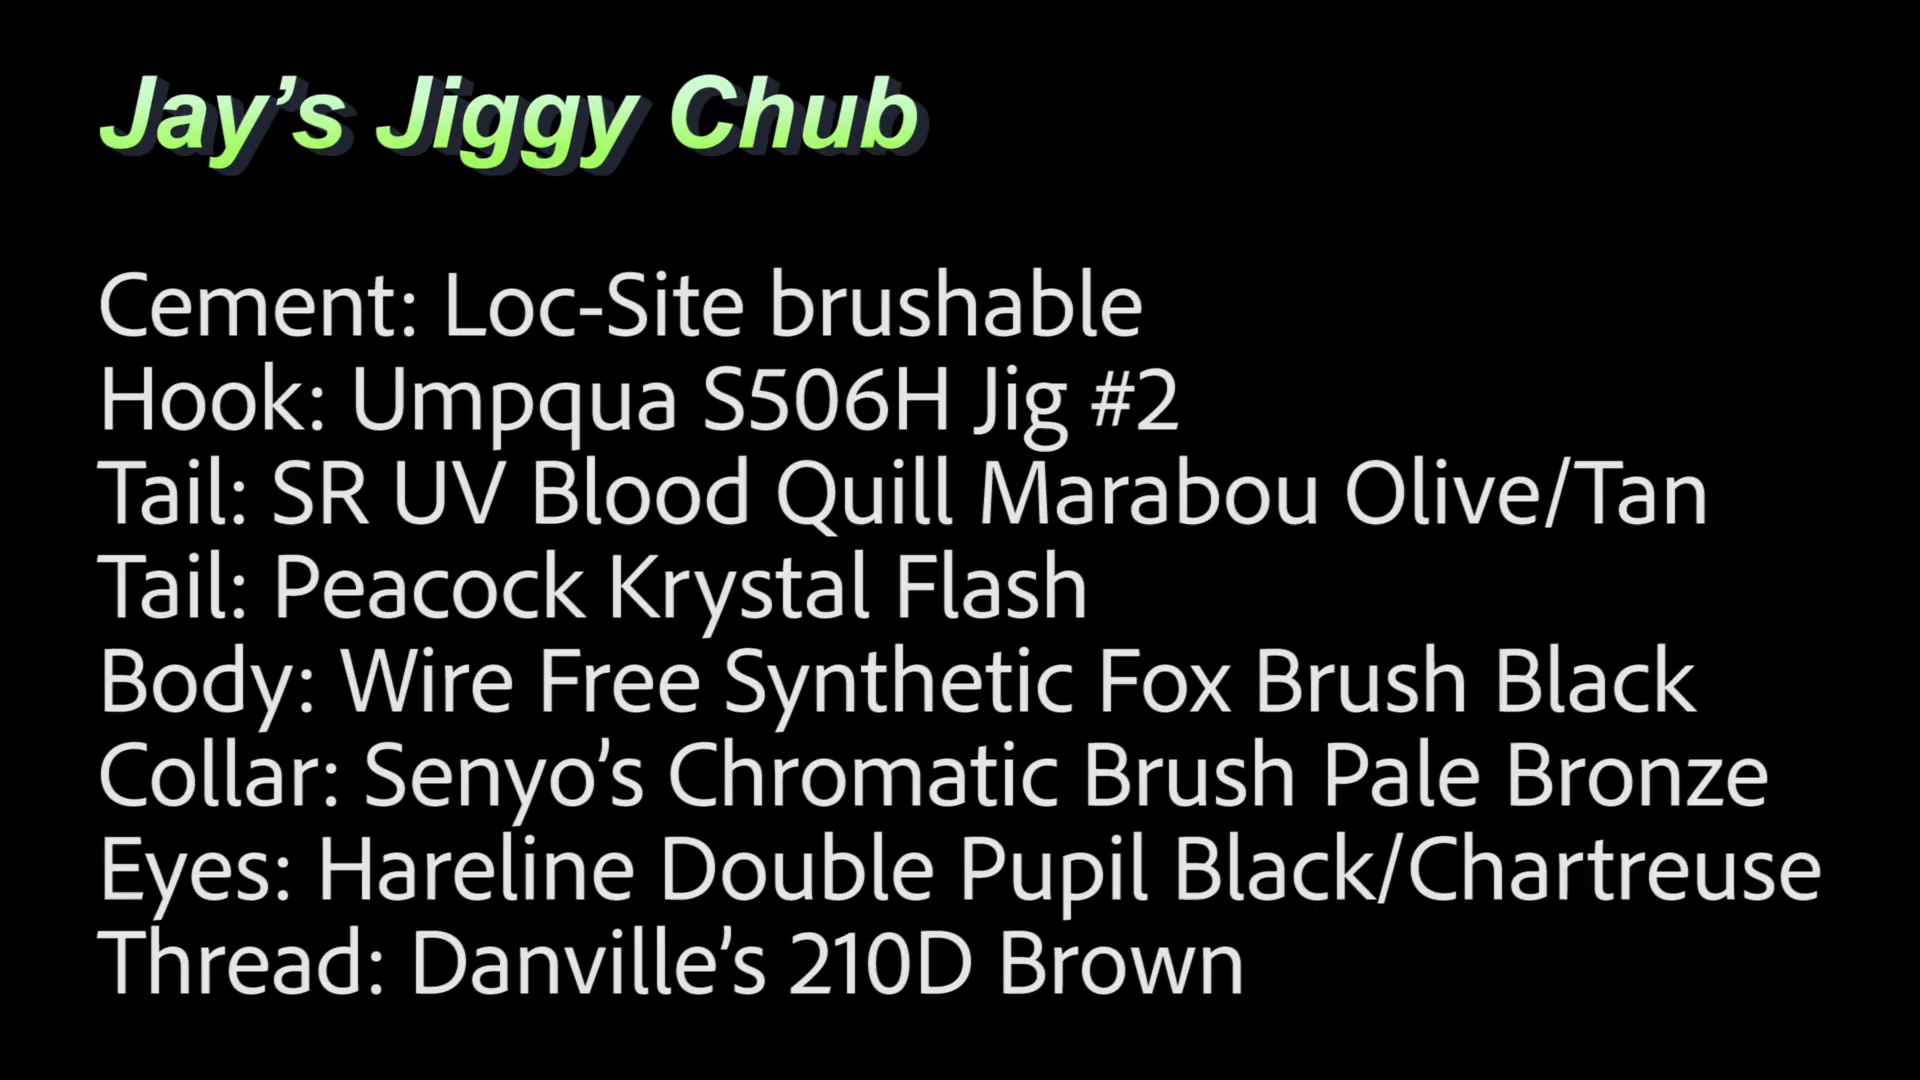 Jay’s Jiggy Chub
Cement: Loc-Site brushable
Hook: Umpqua S506H Jig #2
Tail: SR UV Blood Quill Marabou Olive/Tan
Tail: Peacock Krystal Flash
Body: Wire Free Synthetic Fox Brush Black
Collar: Senyo’s Chromatic Brush Pale Bronze
Eyes: Hareline Double Pupil Black/Chartreuse
Thread: Danville’s 210D Brown